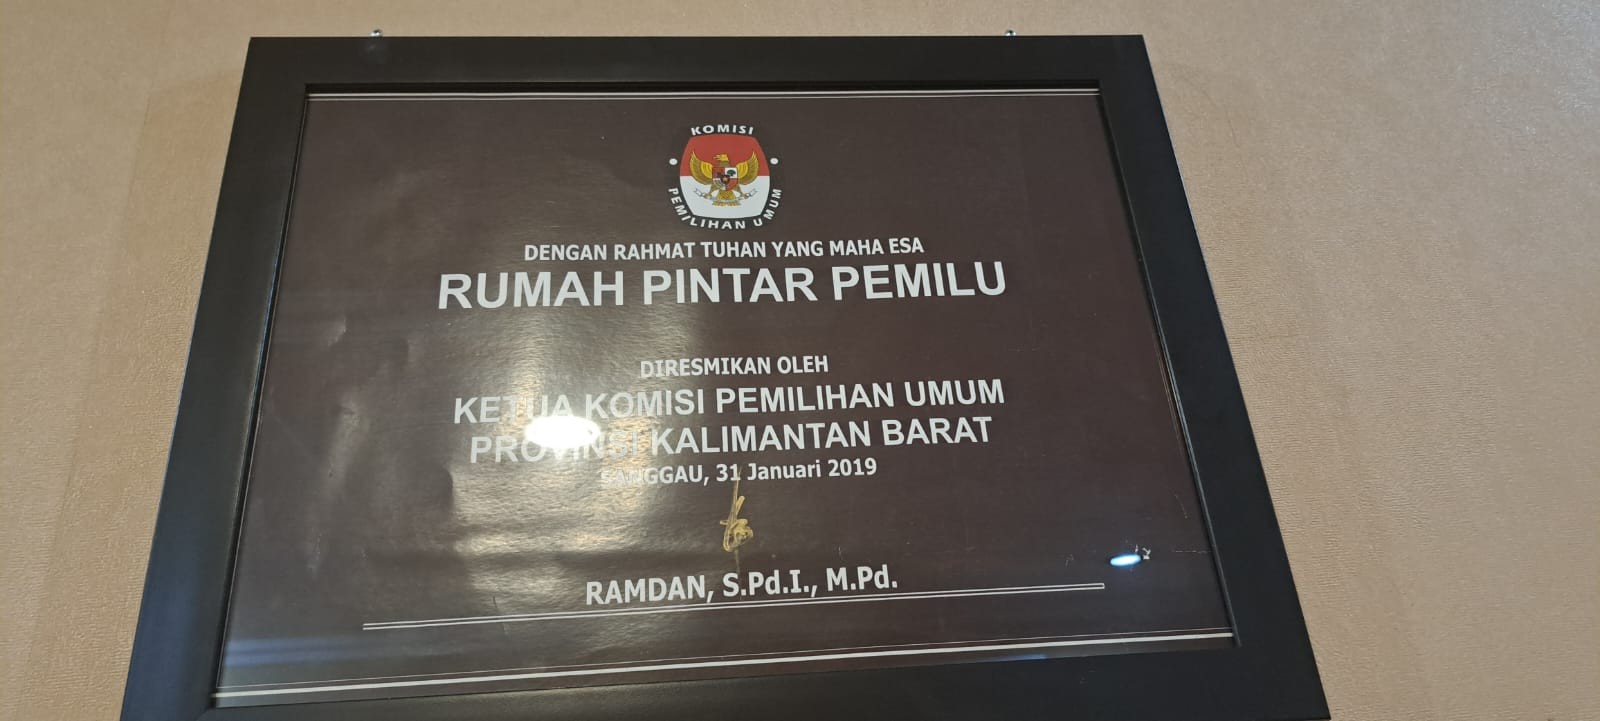 KOMISI
PEMILIHAN UMUM
DENGAN RAHMAT TUHAN YANG MAHA ESA
RUMAH PINTAR PEMILU
DIRESMIKAN OLEH
KETUA KOMISI PEMILIHAN UMUM
PROVINSI KALIMANTAN BARAT
SANGGAU, 31 Januari 2019
RAMDAN, S.Pd.I., M.Pd.